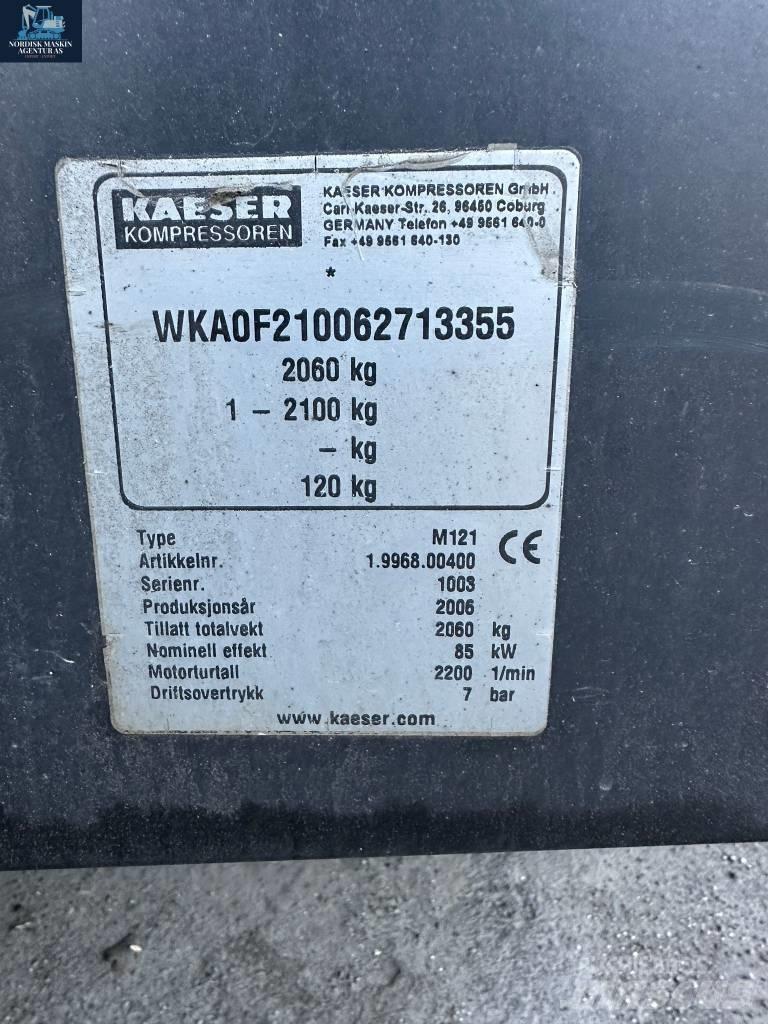 NORDISK MASKIN
AGENTUR AS
KAESER
KOMPRESSOREN
KAESER KOMPRESSOREN GmbH
Carl-Kaeser-Str. 26, 96450 Coburg
GERMANY Telefon +49 9561 640-0
Fax +49 9561 640-130
*
WKA0F210062713355
2060 kg
1 – 2100 kg
– kg
120 kg
Type M121 CE
Artikkelnr. 1.9968.00400
Serienr. 1003
Produksjonsår 2006
Tillatt totalvekt 2060 kg
Nominell effekt 85 kW
Motorturtall 2200 1/min
Driftsovertrykk 7 bar
www.kaeser.com